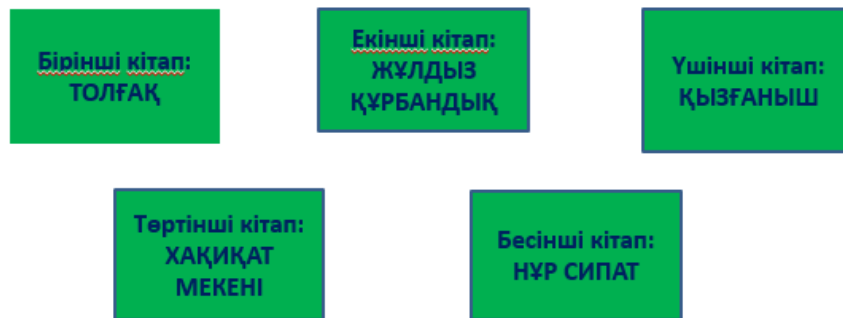 Бірінші кітап:
ТОЛҒАҚ
Екінші кітап:
ЖҰЛДЫЗ
ҚҰРБАНДЫҚ
Үшінші кітап:
ҚЫЗҒАНЫШ
Төртінші кітап:
ХАҚИҚАТ
МЕКЕНІ
Бесінші кітап:
НҰР СИПАТ